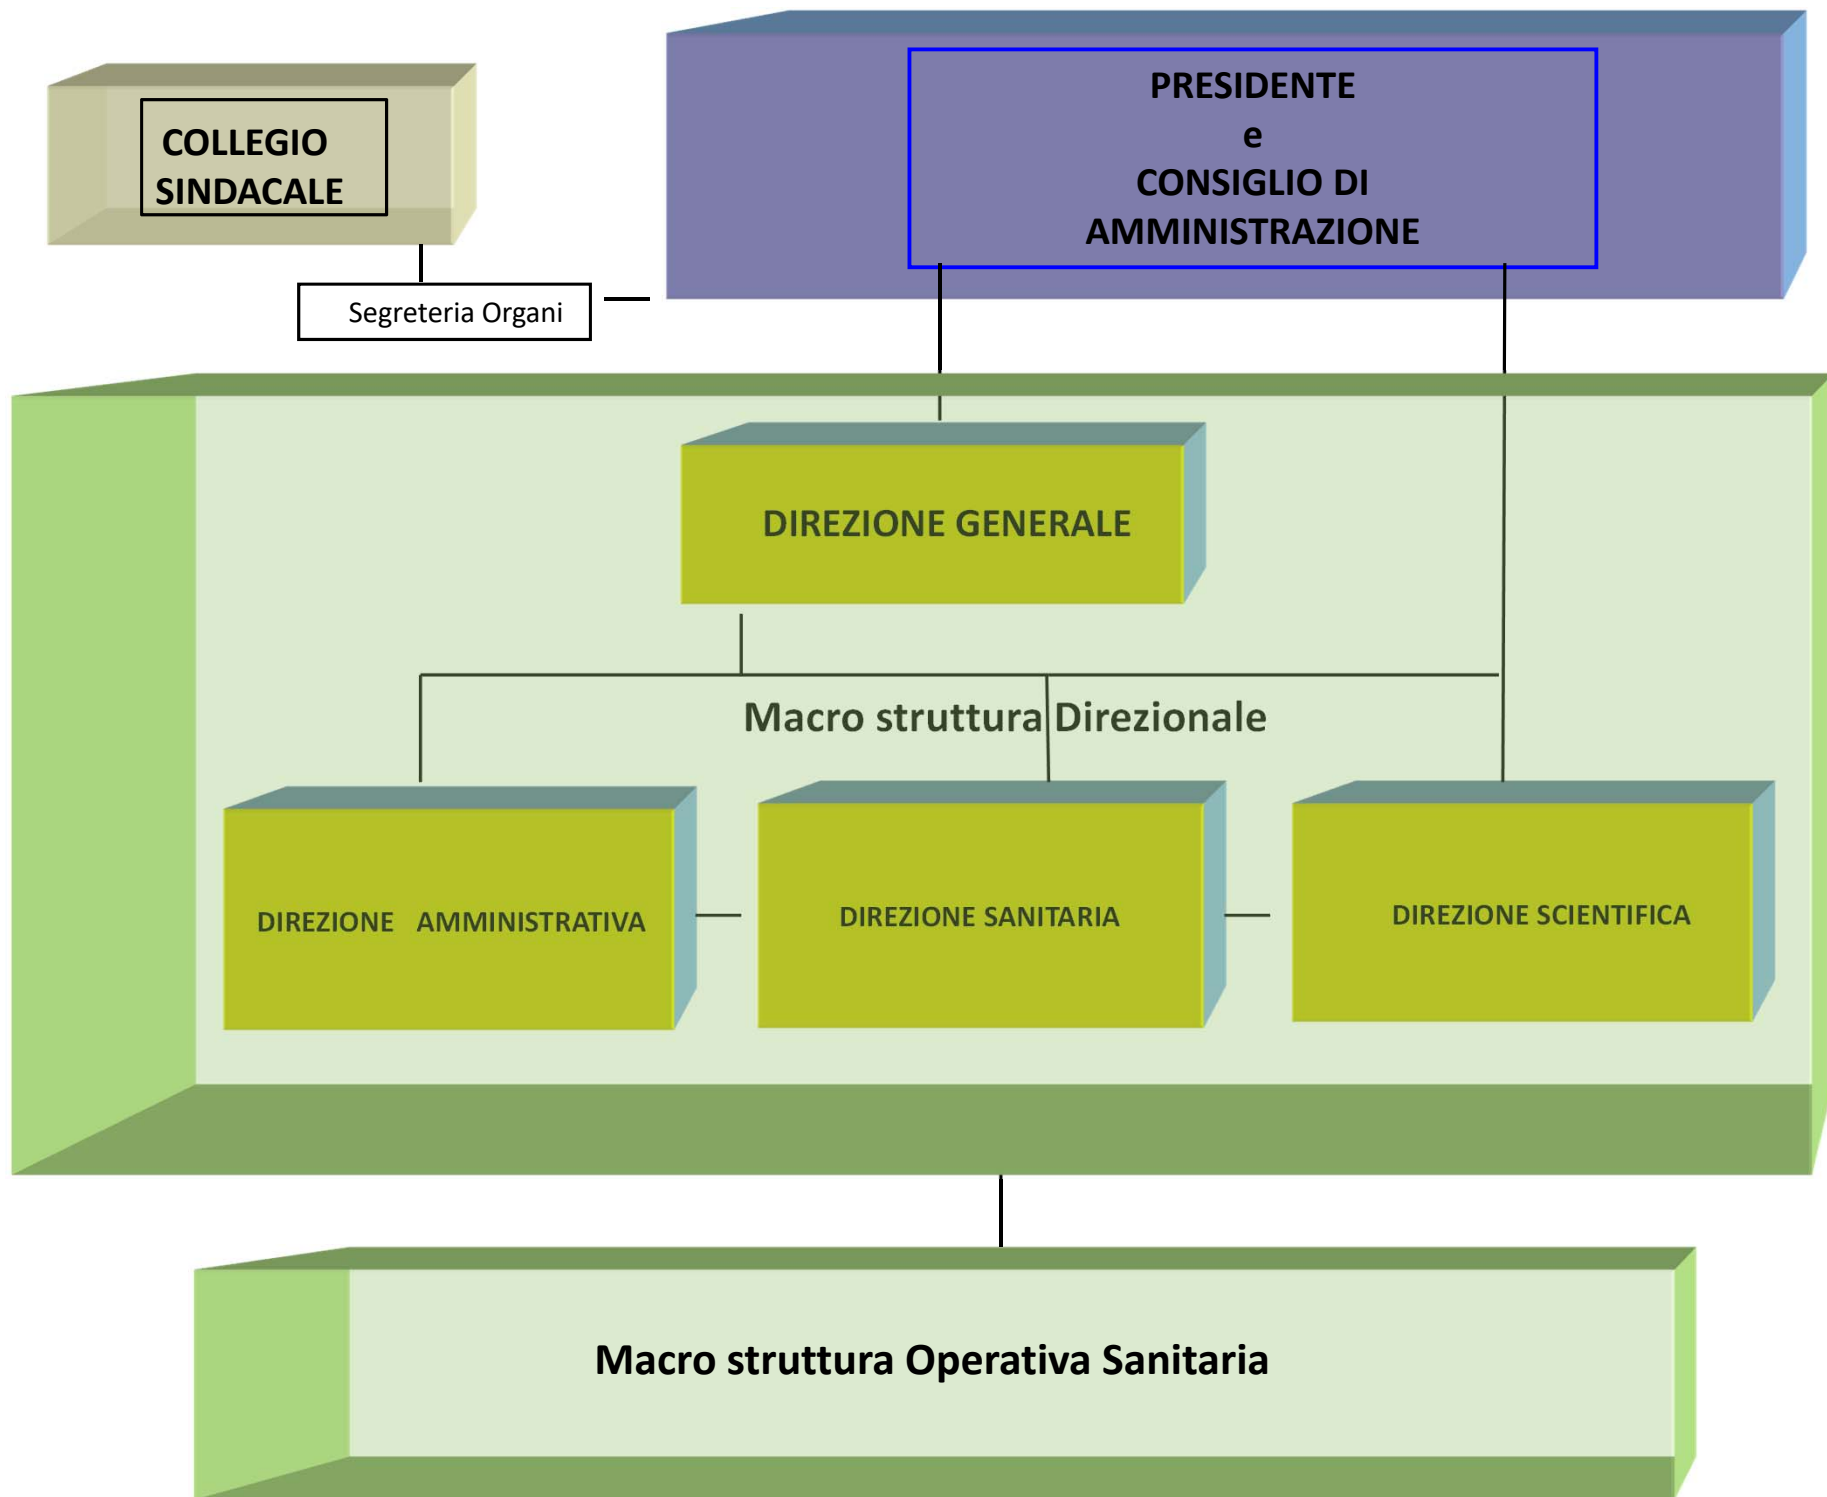 COLLEGIO
SINDACALE
PRESIDENTE
e
CONSIGLIO DI
AMMINISTRAZIONE
Segreteria Organi
DIREZIONE GENERALE
Macro struttura Direzionale
DIREZIONE AMMINISTRATIVA
DIREZIONE SANITARIA
DIREZIONE SCIENTIFICA
Macro struttura Operativa Sanitaria